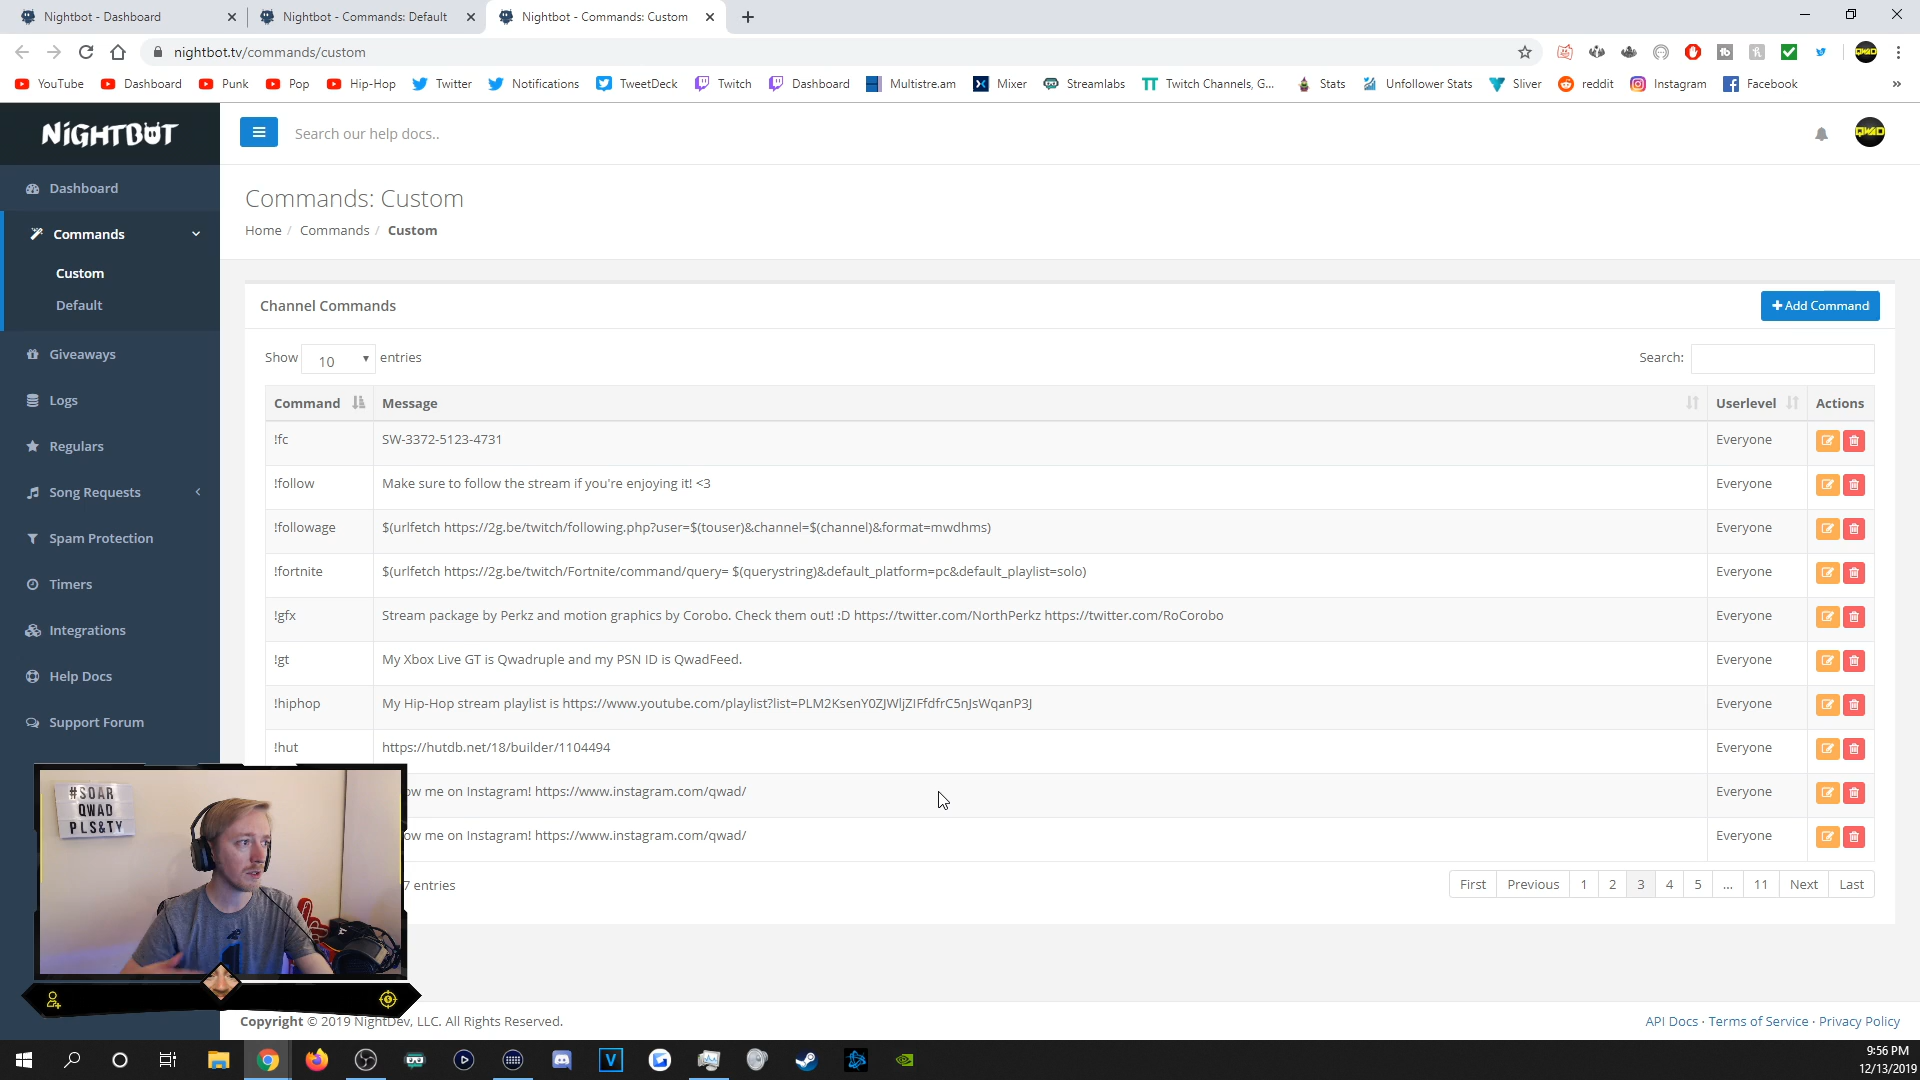 Nightbot - Dashboard
Nightbot - Commands: Default
Nightbot - Commands: Custom
nightbot.tv/commands/custom
YouTube
Dashboard
Punk
Pop
Hip-Hop
Twitter
Notifications
TweetDeck
Twitch
Dashboard
Multistre.am
Mixer
Streamlabs
Twitch Channels, G...
Stats
Unfollower Stats
Sliver
reddit
Instagram
Facebook
NIGHTBOT
Search our help docs..
QWAD
Dashboard
Commands
Custom
Default
Giveaways
Logs
Regulars
Song Requests
Spam Protection
Timers
Integrations
Help Docs
Support Forum
Commands: Custom
Home / Commands / Custom
Channel Commands
+ Add Command
Show 10 entries
Search:
Command Message Userlevel Actions
!fc SW-3372-5123-4731 Everyone
!follow Make sure to follow the stream if you're enjoying it! <3 Everyone
!followage $(urlfetch https://2g.be/twitch/following.php?user=$(touser)&channel=$(channel)&format=mwdhms) Everyone
!fortnite $(urlfetch https://2g.be/twitch/Fortnite/command/query= $(querystring)&default_platform=pc&default_playlist=solo) Everyone
!gfx Stream package by Perkz and motion graphics by Corobo. Check them out! :D https://twitter.com/NorthPerkz https://twitter.com/RoCorobo Everyone
!gt My Xbox Live GT is Qwadruple and my PSN ID is QwadFeed. Everyone
!hiphop My Hip-Hop stream playlist is https://www.youtube.com/playlist?list=PLM2KsenY0ZJWljZIFfdfrC5nJsWqanP3J Everyone
!hut https://hutdb.net/18/builder/1104494 Everyone
ow me on Instagram! https://www.instagram.com/qwad/ Everyone
ow me on Instagram! https://www.instagram.com/qwad/ Everyone
7 entries
First Previous 1 2 3 4 5 ... 11 Next Last
#SOAR
QWAD
PLS&TY
Copyright © 2019 NightDev, LLC. All Rights Reserved.
API Docs · Terms of Service · Privacy Policy
9:56 PM
12/13/2019